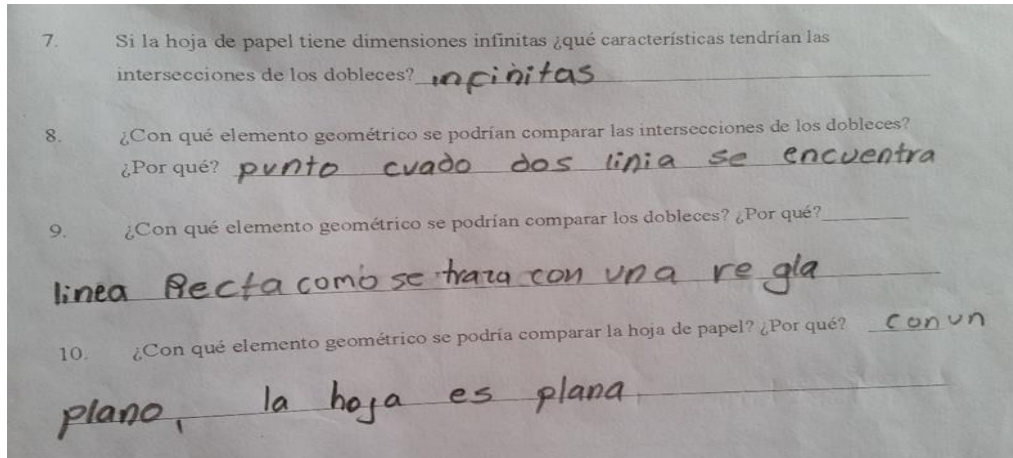 7. Si la hoja de papel tiene dimensiones infinitas ¿qué características tendrían las
intersecciones de los dobleces? infinitas
8. ¿Con qué elemento geométrico se podrían comparar las intersecciones de los dobleces?
¿Por qué? punto cuado dos linia se encuentra
9. ¿Con qué elemento geométrico se podrían comparar los dobleces? ¿Por qué?
linea Recta como se traza con una regla
10. ¿Con qué elemento geométrico se podría comparar la hoja de papel? ¿Por qué? con un
plano, la hoja es plana